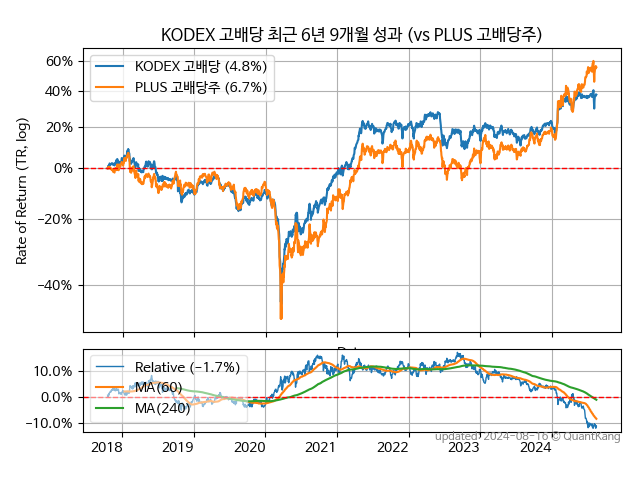 KODEX 고배당 최근 6년 9개월 성과 (vs PLUS 고배당주)
Rate of Return (TR, log)
60%
40%
20%
0%
−20%
−40%
KODEX 고배당 (4.8%)
PLUS 고배당주 (6.7%)
10.0%
0.0%
−10.0%
Relative (−1.7%)
MA(60)
MA(240)
2018 2019 2020 2021 2022 2023 2024
updated: 2024-08-16 © QuantKang